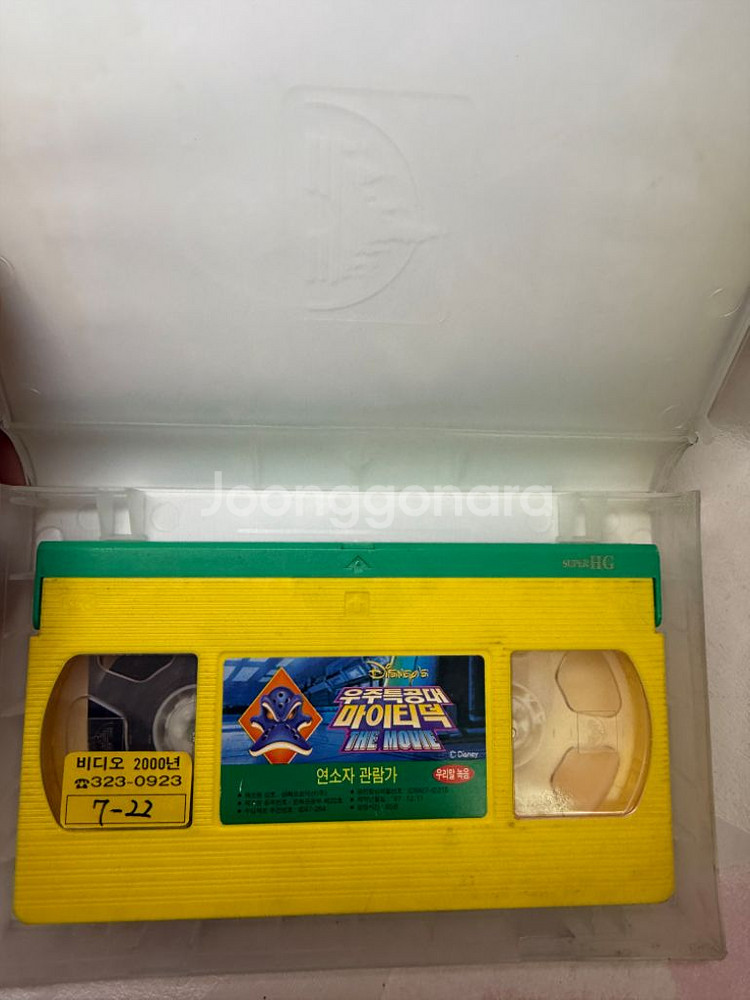 Joonggonara
SUPER HG
Disney's
우주특공대
마이티덕
THE MOVIE
© Disney
연소자 관람가
우리말 녹음
비디오 2000년
☎323-0923
7-22